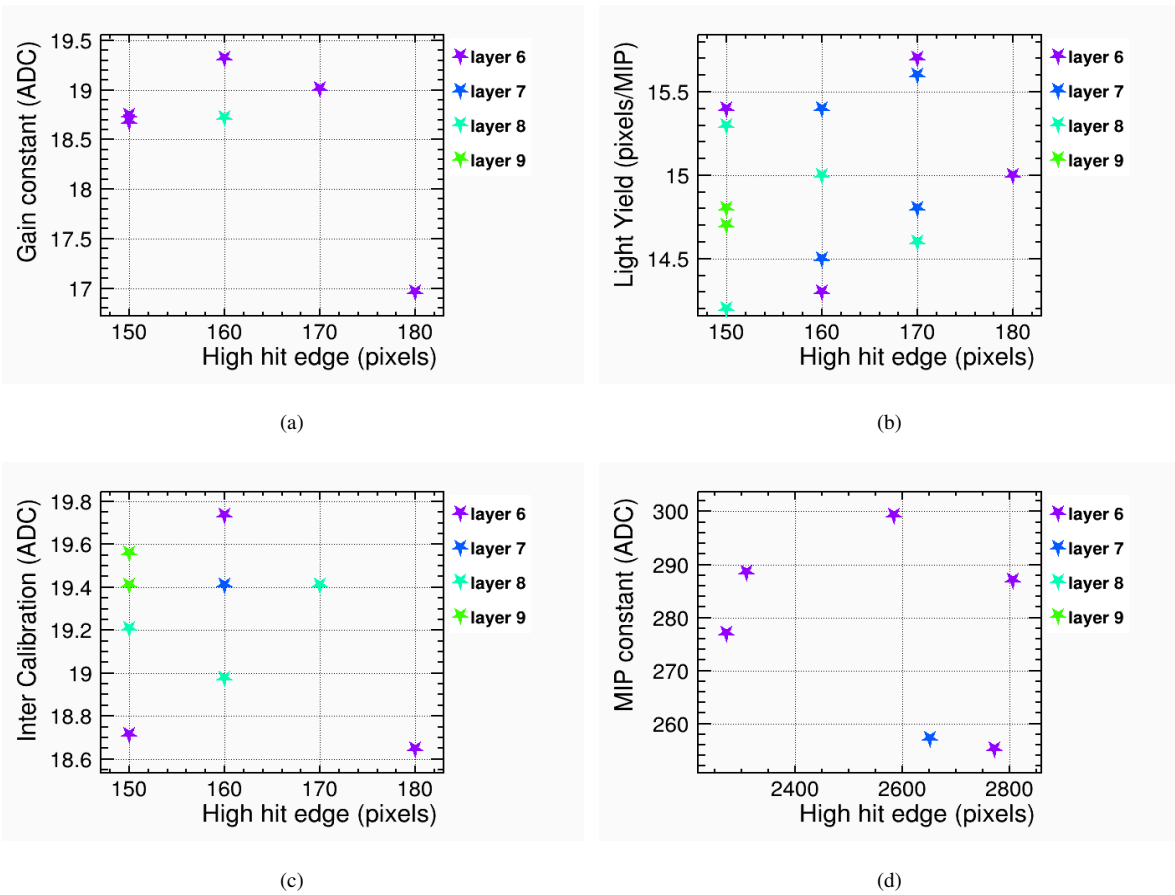 Gain constant (ADC)
19.5
19
18.5
18
17.5
17
150 160 170 180
High hit edge (pixels)
layer 6
layer 7
layer 8
layer 9
(a)
Light Yield (pixels/MIP)
15.5
15
14.5
150 160 170 180
High hit edge (pixels)
layer 6
layer 7
layer 8
layer 9
(b)
Inter Calibration (ADC)
19.8
19.6
19.4
19.2
19
18.8
18.6
150 160 170 180
High hit edge (pixels)
layer 6
layer 7
layer 8
layer 9
(c)
MIP constant (ADC)
300
290
280
270
260
2400 2600 2800
High hit edge (pixels)
layer 6
layer 7
layer 8
layer 9
(d)